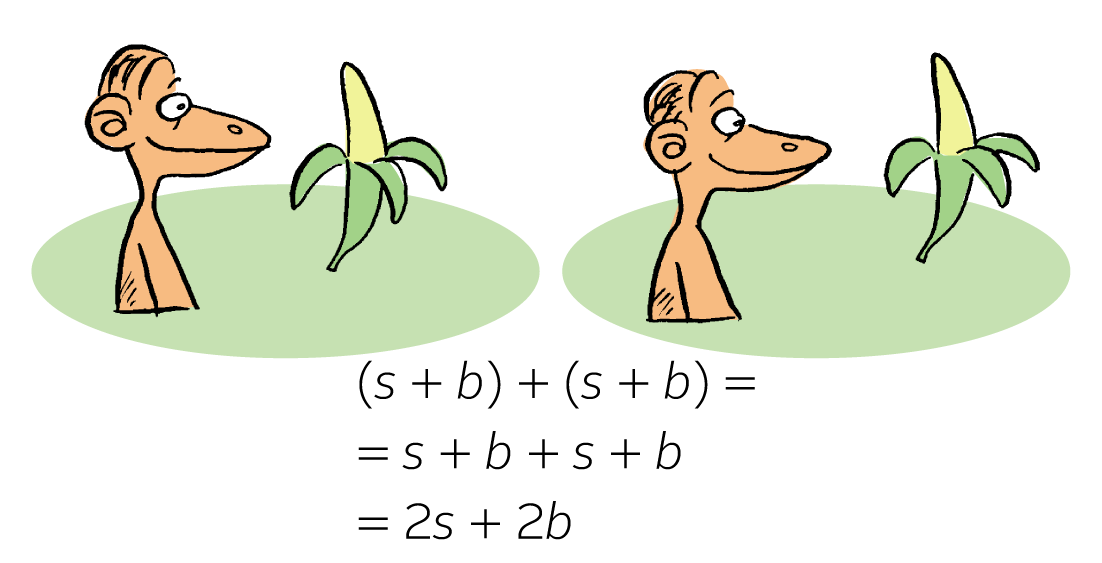 (s + b) + (s + b) =
= s + b + s + b
= 2s + 2b